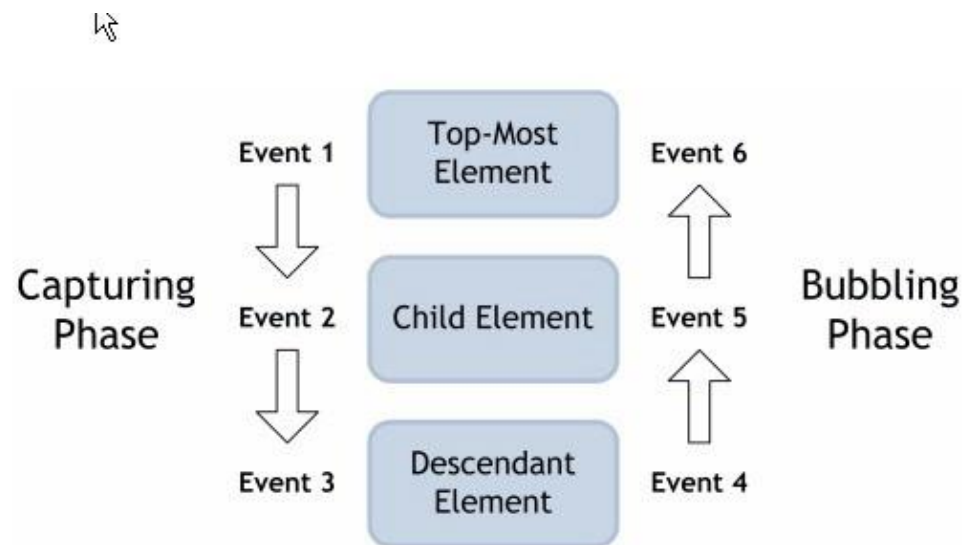 Event 1
Top-Most
Element
Event 6
Capturing
Phase
Event 2
Child Element
Event 5
Bubbling
Phase
Event 3
Descendant
Element
Event 4